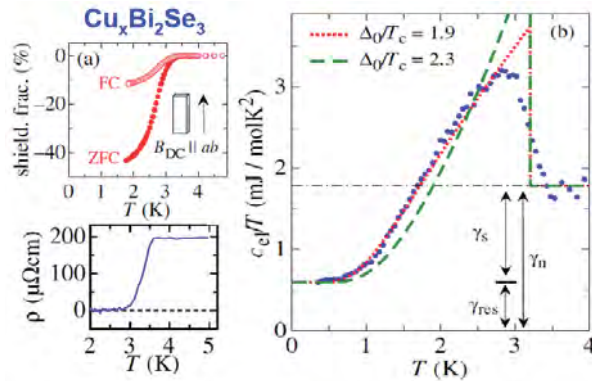 CuxBi2Se3
(a)
shield. frac. (%)
0
−20
−40
FC
ZFC
BDC || ab
0 1 2 3 4 5
T (K)
ρ (μΩcm)
200
100
0
2 3 4 5
T (K)
(b)
Δ0/Tc = 1.9
Δ0/Tc = 2.3
cel/T (mJ / molK2)
3
2
1
0
γs
γn
γres
0 1 2 3 4
T (K)